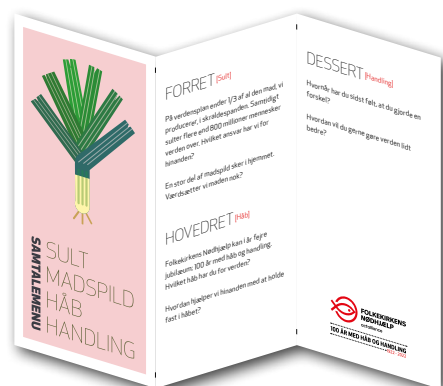 SAMTALEMENU
SULT
MADSPILD
HÅB
HANDLING
FORRET [Sult]
På verdensplan ender 1/3 af al den mad, vi
producerer, i skraldespanden. Samtidigt
sulter flere end 800 millioner mennesker
verden over. Hvilket ansvar har vi for
hinanden?
En stor del af madspild sker i hjemmet.
Værdsætter vi maden nok?
HOVEDRET [Håb]
Folkekirkens Nødhjælp kan i år fejre
jubilæum: 100 år med håb og handling.
Hvilket håb har du for verden?
Hvordan hjælper vi hinanden med at holde
fast i håbet?
DESSERT [Handling]
Hvornår har du sidst følt, at du gjorde en
forskel?
Hvordan vil du gerne gøre verden lidt
bedre?
FOLKEKIRKENS
NØDHJÆLP
actalliance
100 ÅR MED HÅB OG HANDLING
1922 - 2022